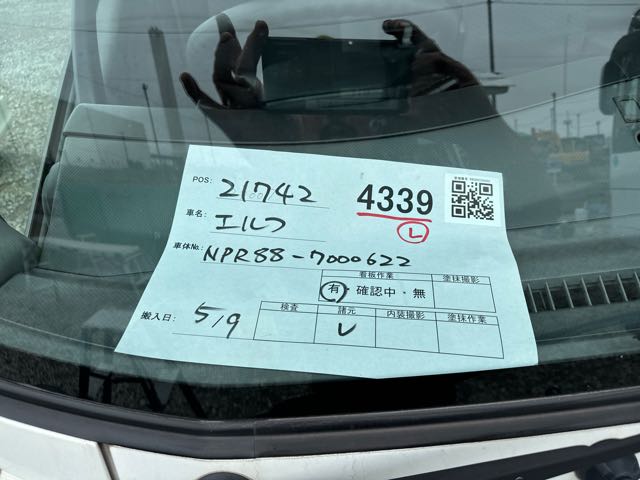 POS: 21742 4339
車名: エルフ
車体No.: NPR88-7000622
看板作業 塗抹撮影
有・確認中・無
搬入日: 5/9
検査 諸元 内装撮影 塗抹作業
レ